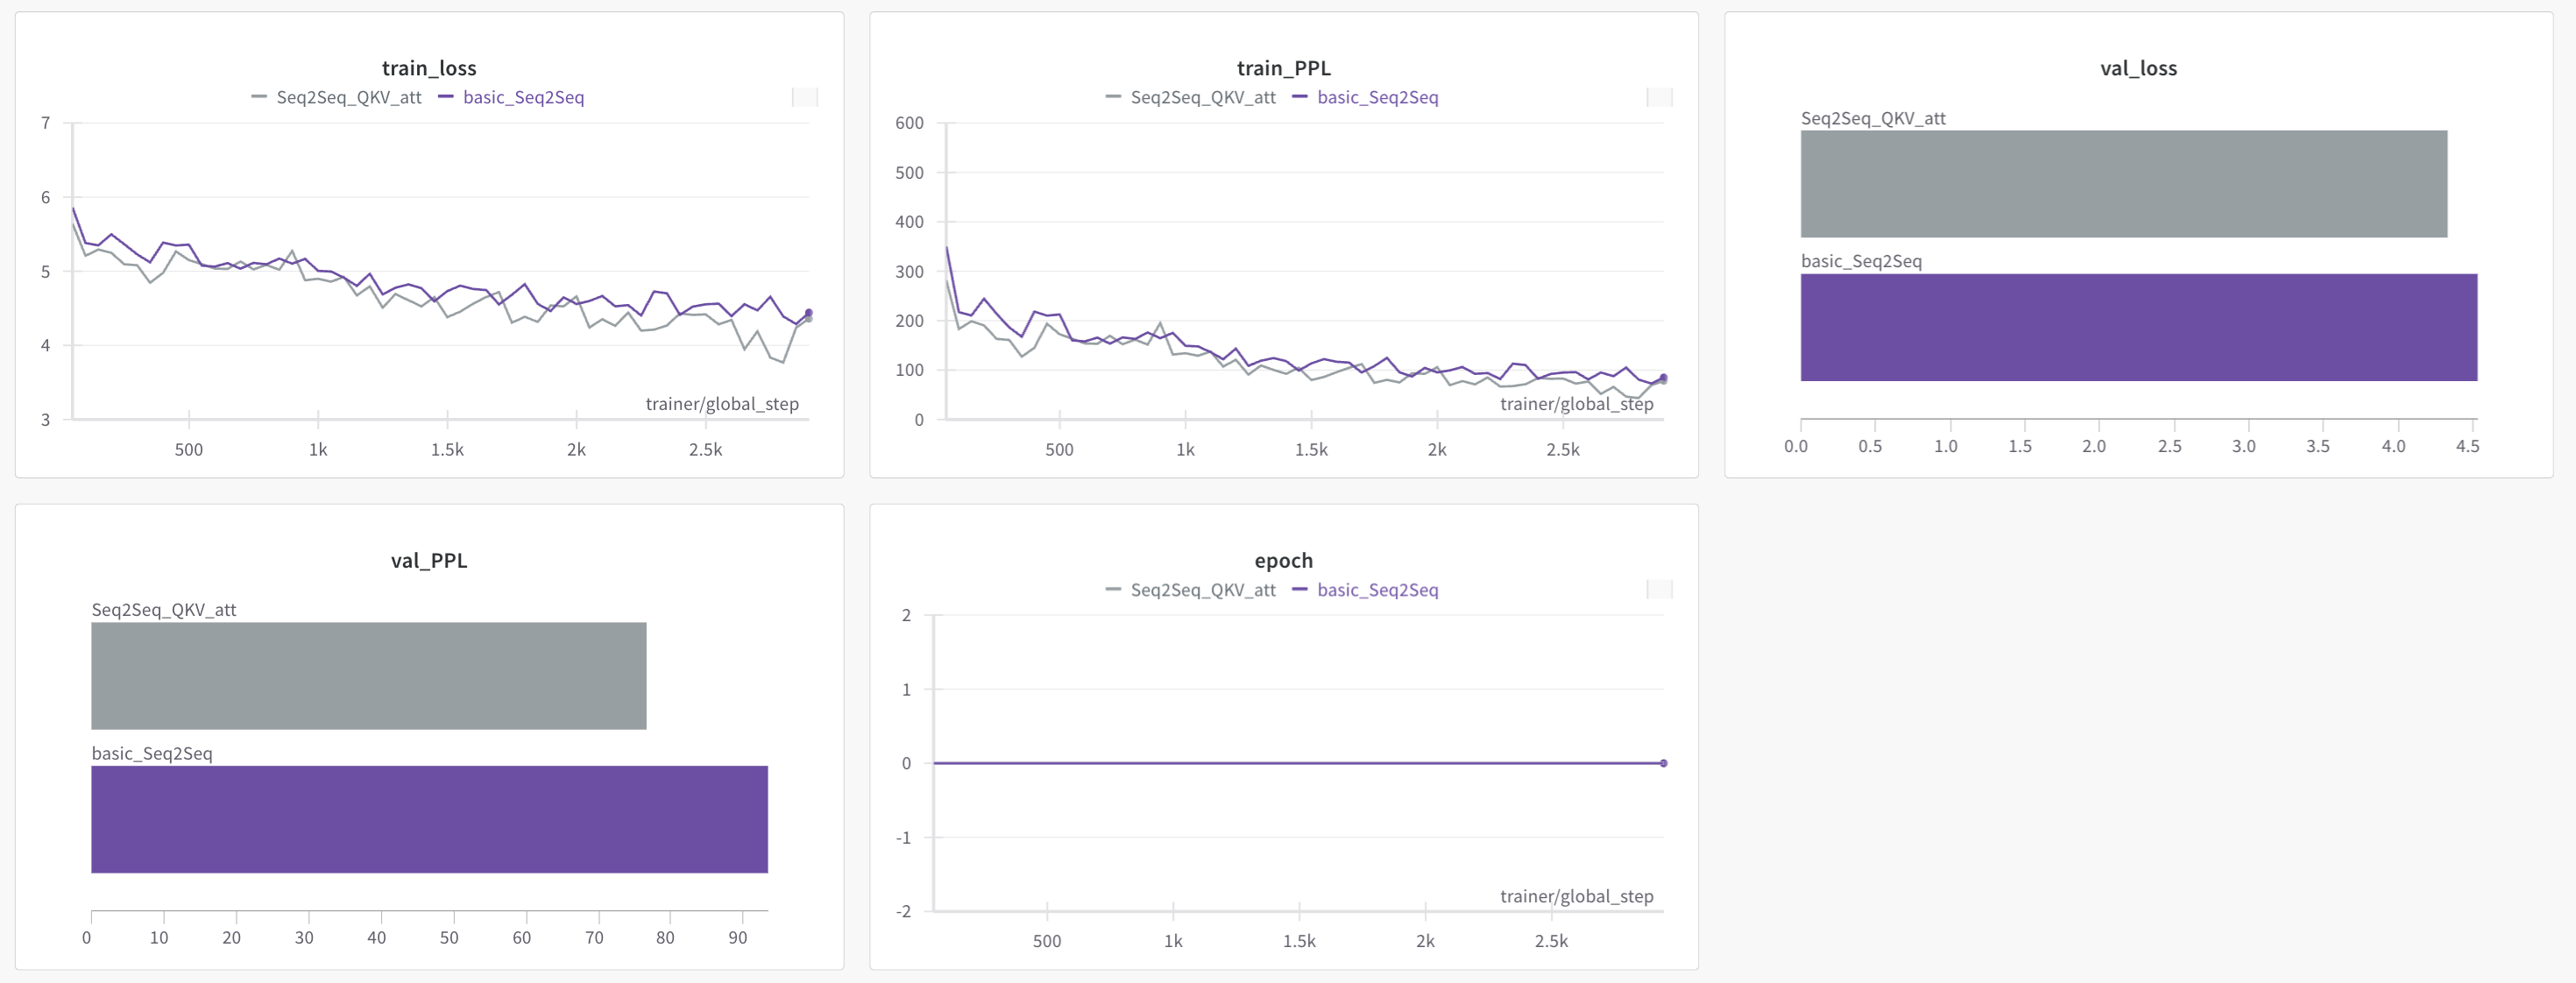 train_loss
Seq2Seq_QKV_att basic_Seq2Seq
7
6
5
4
3
trainer/global_step
500 1k 1.5k 2k 2.5k
train_PPL
Seq2Seq_QKV_att basic_Seq2Seq
600
500
400
300
200
100
0
trainer/global_step
500 1k 1.5k 2k 2.5k
val_loss
Seq2Seq_QKV_att
basic_Seq2Seq
0.0 0.5 1.0 1.5 2.0 2.5 3.0 3.5 4.0 4.5
val_PPL
Seq2Seq_QKV_att
basic_Seq2Seq
0 10 20 30 40 50 60 70 80 90
epoch
Seq2Seq_QKV_att basic_Seq2Seq
2
1
0
-1
-2
trainer/global_step
500 1k 1.5k 2k 2.5k